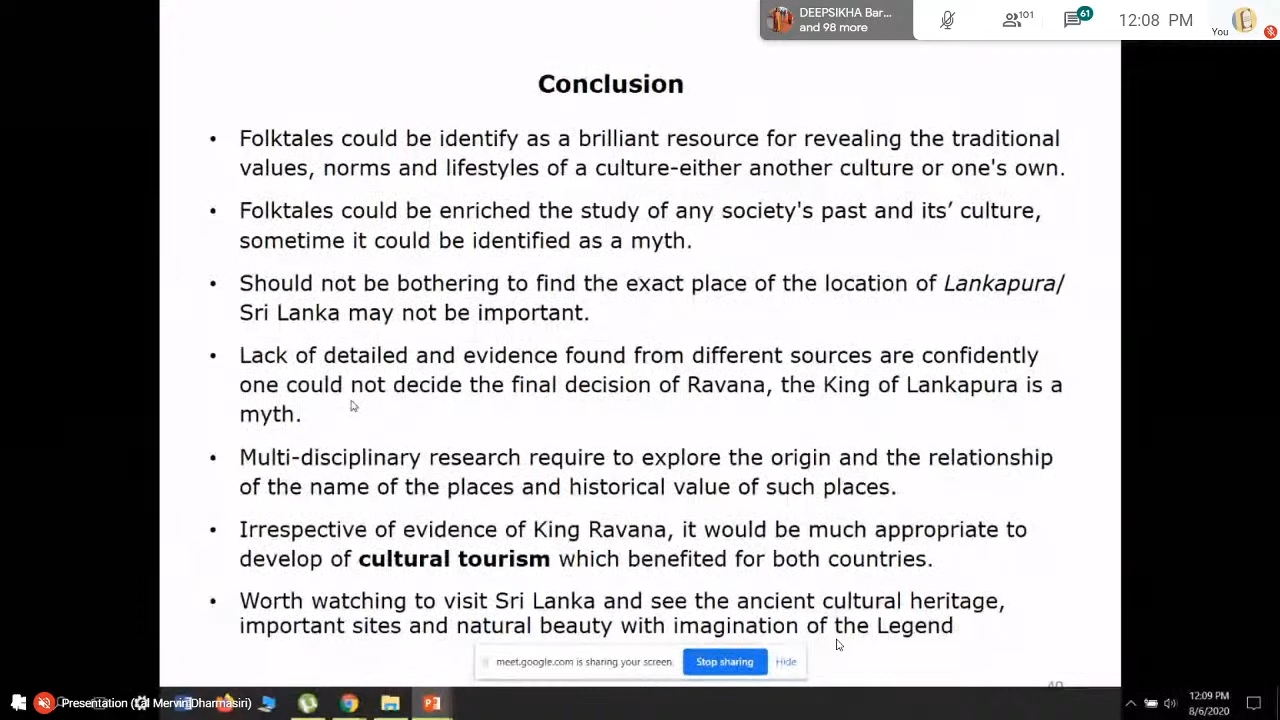 DEEPSIKHA Bar...
and 98 more
101
61
12:08 PM
You
Conclusion
• Folktales could be identify as a brilliant resource for revealing the traditional
values, norms and lifestyles of a culture-either another culture or one's own.
• Folktales could be enriched the study of any society's past and its’ culture,
sometime it could be identified as a myth.
• Should not be bothering to find the exact place of the location of Lankapura/
Sri Lanka may not be important.
• Lack of detailed and evidence found from different sources are confidently
one could not decide the final decision of Ravana, the King of Lankapura is a
myth.
• Multi-disciplinary research require to explore the origin and the relationship
of the name of the places and historical value of such places.
• Irrespective of evidence of King Ravana, it would be much appropriate to
develop of cultural tourism which benefited for both countries.
• Worth watching to visit Sri Lanka and see the ancient cultural heritage,
important sites and natural beauty with imagination of the Legend
meet.google.com is sharing your screen.
Stop sharing
Hide
Presentation ( Mervin Dharmasiri)
12:09 PM
8/6/2020